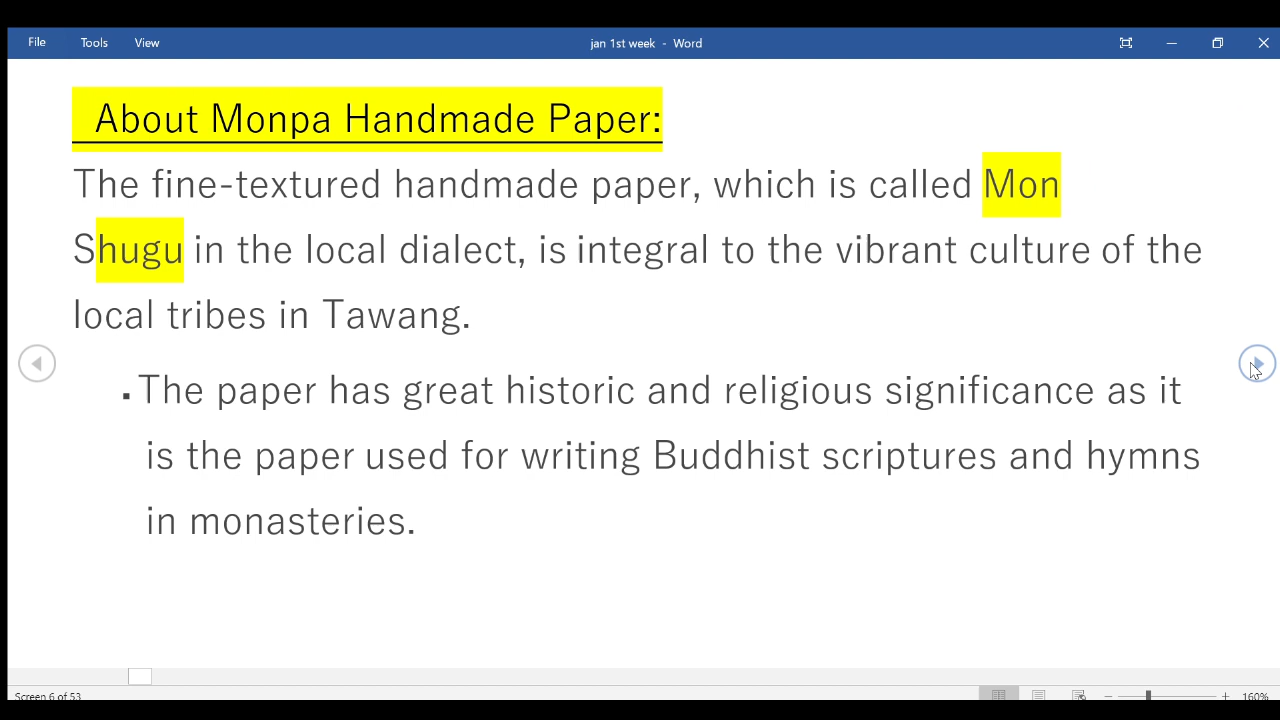 File Tools View jan 1st week - Word
About Monpa Handmade Paper:
The fine-textured handmade paper, which is called Mon
Shugu in the local dialect, is integral to the vibrant culture of the
local tribes in Tawang.
▪ The paper has great historic and religious significance as it
is the paper used for writing Buddhist scriptures and hymns
in monasteries.
Screen 6 of 53 160%